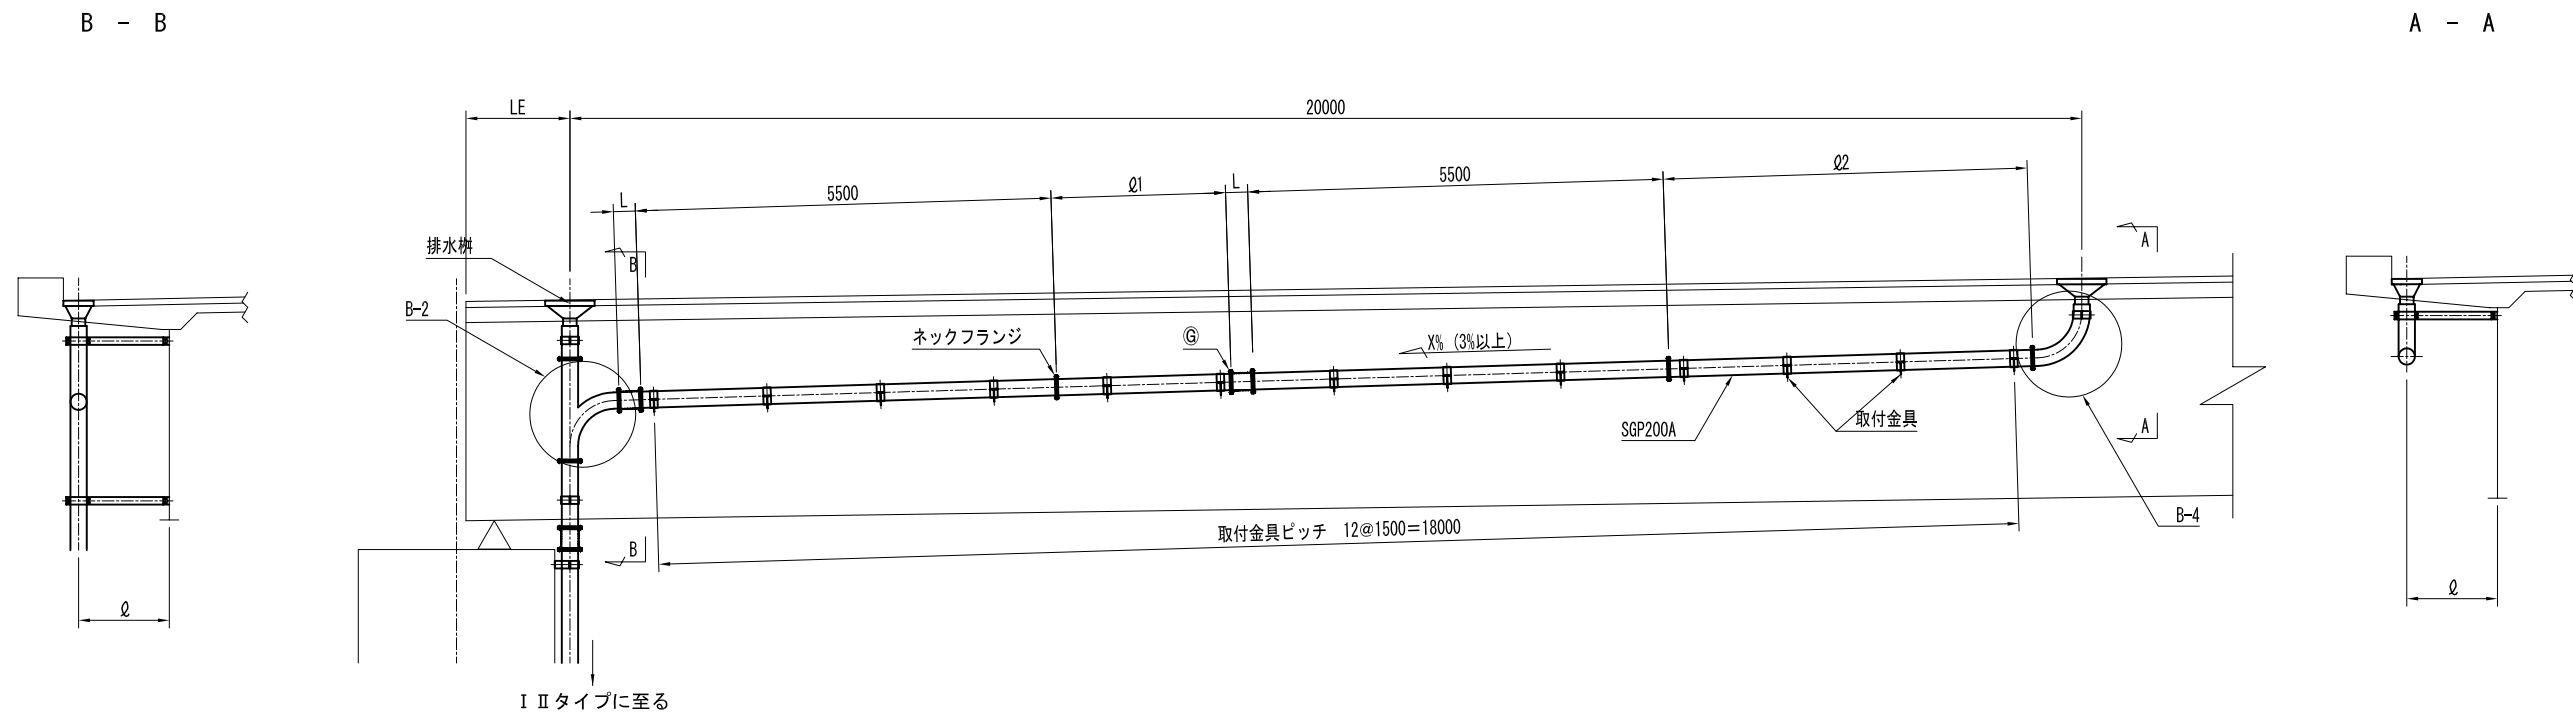 B － B
A － A
LE
20000
L
5500
ℓ1
L
5500
ℓ2
排水桝
B
A
B-2
ネックフランジ
Ⓖ
X% (3%以上)
SGP200A
取付金具
A
B-4
取付金具ピッチ 12@1500=18000
B
ℓ
ℓ
Ⅰ Ⅱタイプに至る